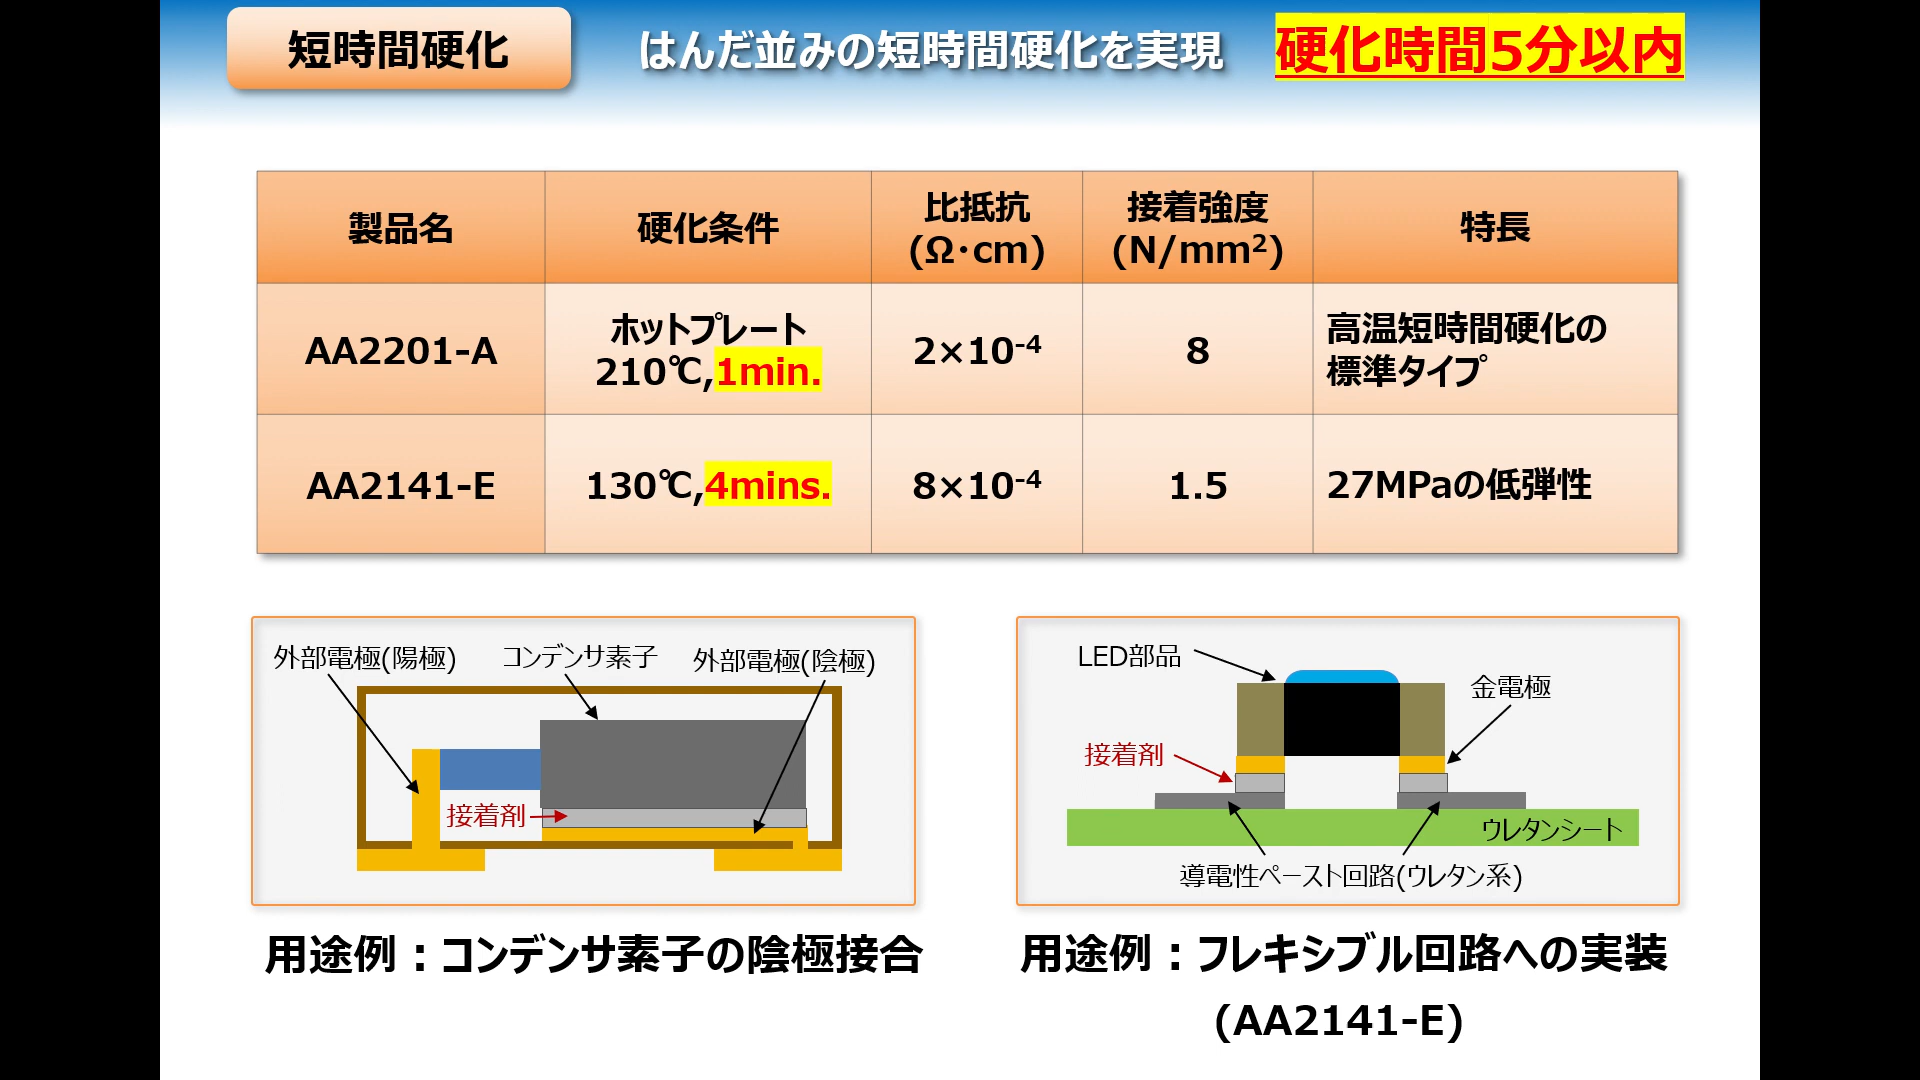 短時間硬化
はんだ並みの短時間硬化を実現
硬化時間5分以内
製品名
硬化条件
比抵抗
(Ω･cm)
接着強度
(N/mm²)
特長
AA2201-A
ホットプレート
210℃,1min.
2×10⁻⁴
8
高温短時間硬化の
標準タイプ
AA2141-E
130℃,4mins.
8×10⁻⁴
1.5
27MPaの低弾性
外部電極(陽極)
コンデンサ素子
外部電極(陰極)
接着剤
用途例：コンデンサ素子の陰極接合
LED部品
金電極
接着剤
ウレタンシート
導電性ペースト回路(ウレタン系)
用途例：フレキシブル回路への実装
(AA2141-E)